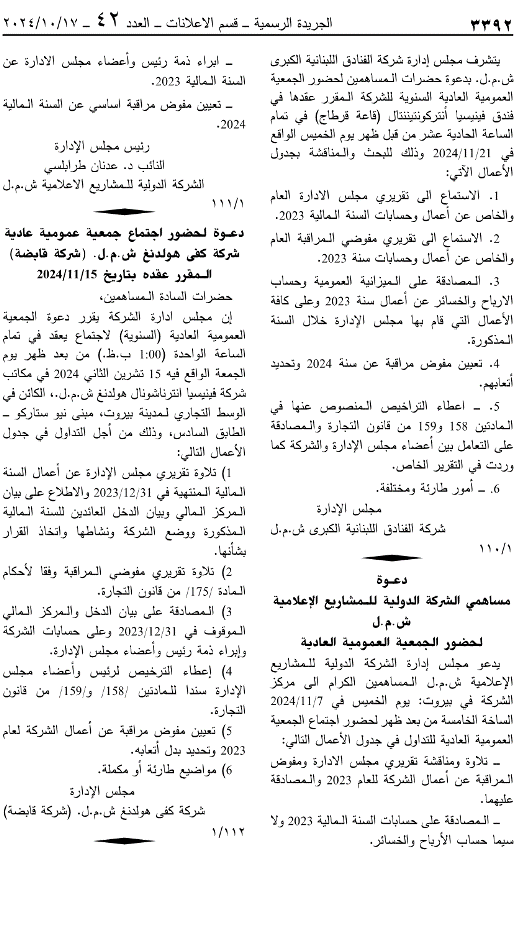 ٣٣٩٢
الجريدة الرسمية – قسم الاعلانات – العدد ٤٢ – ٢٠٢٤/١٠/١٧
يتشرف مجلس إدارة شركة الفنادق اللبنانية الكبرى
ش.م.ل. بدعوة حضرات المساهمين لحضور الجمعية
العمومية العادية السنوية للشركة المقرر عقدها في
فندق فينيسيا أنتركونتيننتال (قاعة قرطاج) في تمام
الساعة الحادية عشر من قبل ظهر يوم الخميس الواقع
في 2024/11/21 وذلك للبحث والمناقشة بجدول
الأعمال الآتي:
1. الاستماع الى تقريري مجلس الادارة العام
والخاص عن أعمال وحسابات السنة المالية 2023.
2. الاستماع الى تقريري مفوضي المراقبة العام
والخاص عن أعمال وحسابات سنة 2023.
3. المصادقة على الميزانية العمومية وحساب
الارباح والخسائر عن أعمال سنة 2023 وعلى كافة
الأعمال التي قام بها مجلس الإدارة خلال السنة
المذكورة.
4. تعيين مفوض مراقبة عن سنة 2024 وتحديد
أتعابهم.
5. – اعطاء التراخيص المنصوص عنها في
المادتين 158 و159 من قانون التجارة والمصادقة
على التعامل بين أعضاء مجلس الإدارة والشركة كما
وردت في التقرير الخاص.
6. – أمور طارئة ومختلفة.
مجلس الإدارة
شركة الفنادق اللبنانية الكبرى ش.م.ل
١١٠/١
دعوة
مساهمي الشركة الدولية للمشاريع الإعلامية
ش.م.ل
لحضور الجمعية العمومية العادية
يدعو مجلس إدارة الشركة الدولية للمشاريع
الإعلامية ش.م.ل المساهمين الكرام الى مركز
الشركة في بيروت: يوم الخميس في 2024/11/7
الساخة الخامسة من بعد ظهر لحضور اجتماع الجمعية
العمومية العادية للتداول في جدول الأعمال التالي:
– تلاوة ومناقشة تقريري مجلس الادارة ومفوض
المراقبة عن أعمال الشركة للعام 2023 والمصادقة
عليهما.
– المصادقة على حسابات السنة المالية 2023 ولا
سيما حساب الأرباح والخسائر.
– ابراء ذمة رئيس وأعضاء مجلس الادارة عن
السنة المالية 2023.
– تعيين مفوض مراقبة اساسي عن السنة المالية
2024.
رئيس مجلس الإدارة
النائب د. عدنان طرابلسي
الشركة الدولية للمشاريع الاعلامية ش.م.ل
١١١/١
دعوة لحضور اجتماع جمعية عمومية عادية
شركة كفى هولدنغ ش.م.ل. (شركة قابضة)
المقرر عقده بتاريخ 2024/11/15
حضرات السادة المساهمين،
إن مجلس ادارة الشركة يقرر دعوة الجمعية
العمومية العادية (السنوية) لاجتماع يعقد في تمام
الساعة الواحدة (1:00 ب.ظ.) من بعد ظهر يوم
الجمعة الواقع فيه 15 تشرين الثاني 2024 في مكاتب
شركة فينيسيا انترناشونال هولدنغ ش.م.ل.، الكائن في
الوسط التجاري لمدينة بيروت، مبنى نيو ستاركو –
الطابق السادس، وذلك من أجل التداول في جدول
الأعمال التالي:
1) تلاوة تقريري مجلس الإدارة عن أعمال السنة
المالية المنتهية في 2023/12/31 والاطلاع على بيان
المركز المالي وبيان الدخل العائدين للسنة المالية
المذكورة ووضع الشركة ونشاطها واتخاذ القرار
بشأنها.
2) تلاوة تقريري مفوضي المراقبة وفقا لأحكام
المادة /175/ من قانون التجارة.
3) المصادقة على بيان الدخل والمركز المالي
الموقوف في 2023/12/31 وعلى حسابات الشركة
وإبراء ذمة رئيس وأعضاء مجلس الإدارة.
4) إعطاء الترخيص لرئيس وأعضاء مجلس
الإدارة سندا للمادتين /158/ و/159/ من قانون
التجارة.
5) تعيين مفوض مراقبة عن أعمال الشركة لعام
2023 وتحديد بدل أتعابه.
6) مواضيع طارئة أو مكملة.
مجلس الإدارة
شركة كفى هولدنغ ش.م.ل. (شركة قابضة)
١/١١٢